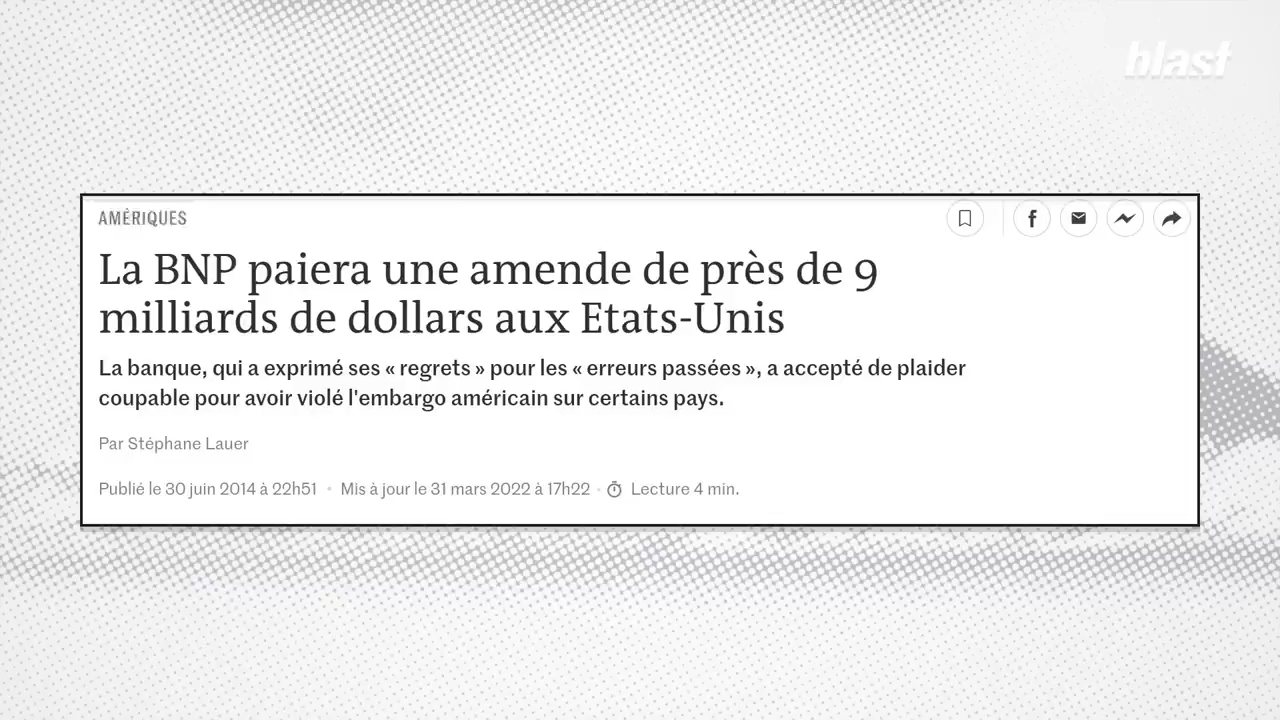 blast
AMÉRIQUES
La BNP paiera une amende de près de 9
milliards de dollars aux Etats-Unis
La banque, qui a exprimé ses « regrets » pour les « erreurs passées », a accepté de plaider
coupable pour avoir violé l'embargo américain sur certains pays.
Par Stéphane Lauer
Publié le 30 juin 2014 à 22h51 • Mis à jour le 31 mars 2022 à 17h22 • Lecture 4 min.